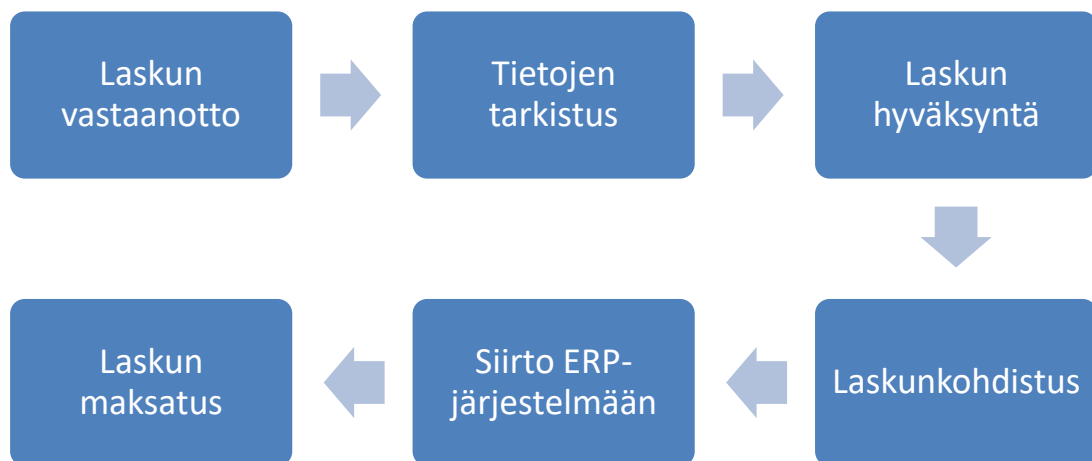 Laskun
vastaanotto
Tietojen
tarkistus
Laskun
hyväksyntä
Laskunkohdistus
Siirto ERP-
järjestelmään
Laskun
maksatus